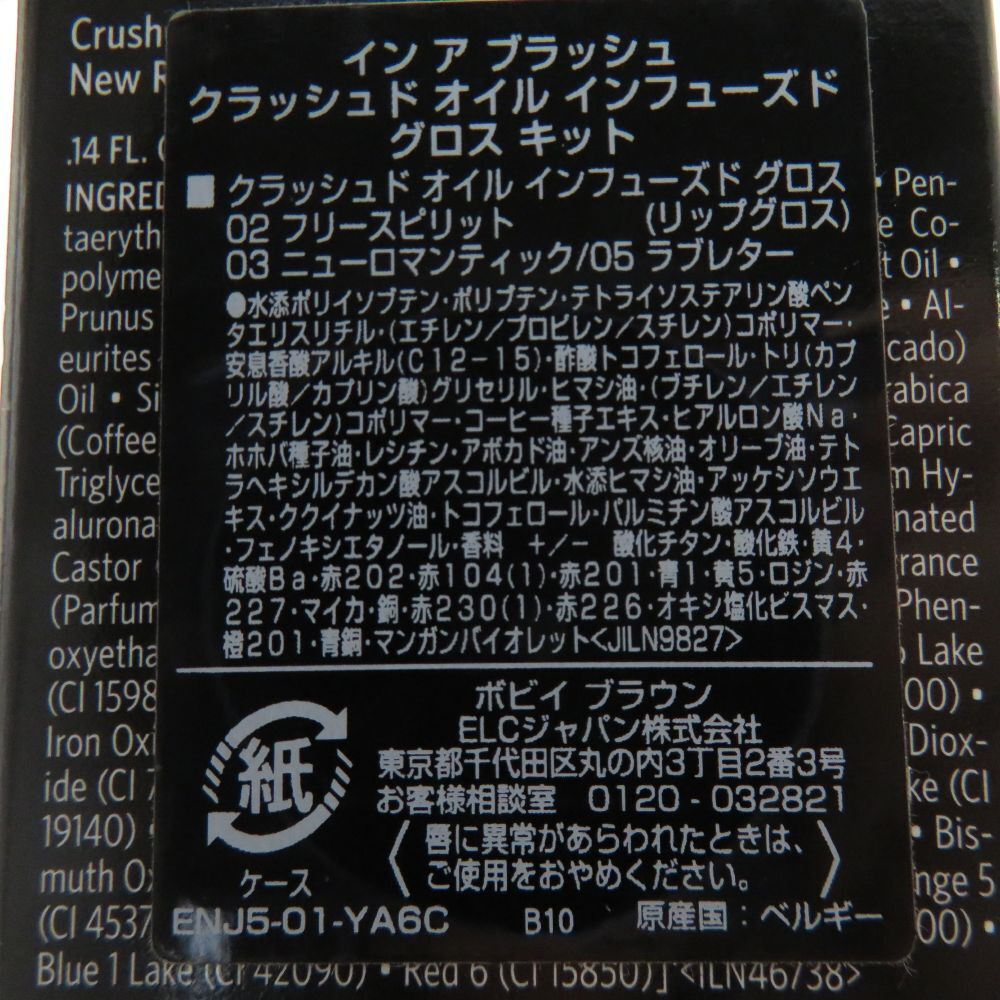 Crush
New R
.14 FL.
INGRED
taeryth
polyme
Prunus
eurites
Oil • Si
(Coffee
Triglyce
alurona
Castor
(Parfum
oxyetha
(CI 1598
Iron Oxi
ide (CI 7
19140)
muth O
(CI 4537
Blue 1 Lake (CI 42090) • Red 6 (CI 15850)] <ILN46738>
イン ア ブラッシュ
クラッシュド オイル インフューズド
グロス キット
■ クラッシュド オイル インフューズド グロス
02 フリースピリット (リップグロス)
03 ニューロマンティック/05 ラブレター
●水添ポリイソブテン・ポリブテン・テトライソステアリン酸ペン
タエリスリチル・(エチレン/プロピレン/スチレン)コポリマー・
安息香酸アルキル(C12-15)・酢酸トコフェロール・トリ(カプ
リル酸/カプリン酸)グリセリル・ヒマシ油・(ブチレン/エチレン
/スチレン)コポリマー・コーヒー種子エキス・ヒアルロン酸Na・
ホホバ種子油・レシチン・アボカド油・アンズ核油・オリーブ油・テト
ラヘキシルデカン酸アスコルビル・水添ヒマシ油・アッケシソウエ
キス・ククイナッツ油・トコフェロール・パルミチン酸アスコルビル
・フェノキシエタノール・香料 +/- 酸化チタン・酸化鉄・黄4・
硫酸Ba・赤202・赤104(1)・赤201・青1・黄5・ロジン・赤
227・マイカ・銅・赤230(1)・赤226・オキシ塩化ビスマス・
橙201・青銅・マンガンバイオレット<JILN9827>
ボビイ ブラウン
ELCジャパン株式会社
東京都千代田区丸の内3丁目2番3号
お客様相談室 0120-032821
唇に異常があらわれたときは、
ご使用をおやめください。
紙
ケース
ENJ5-01-YA6C B10 原産国:ベルギー
• Pen-
e Co-
t Oil •
• Al-
cado)
rabica
Capric
m Hy-
nated
rance
Phen-
Lake
00) •
Diox-
ke (CI
• Bis-
nge 5
00) •